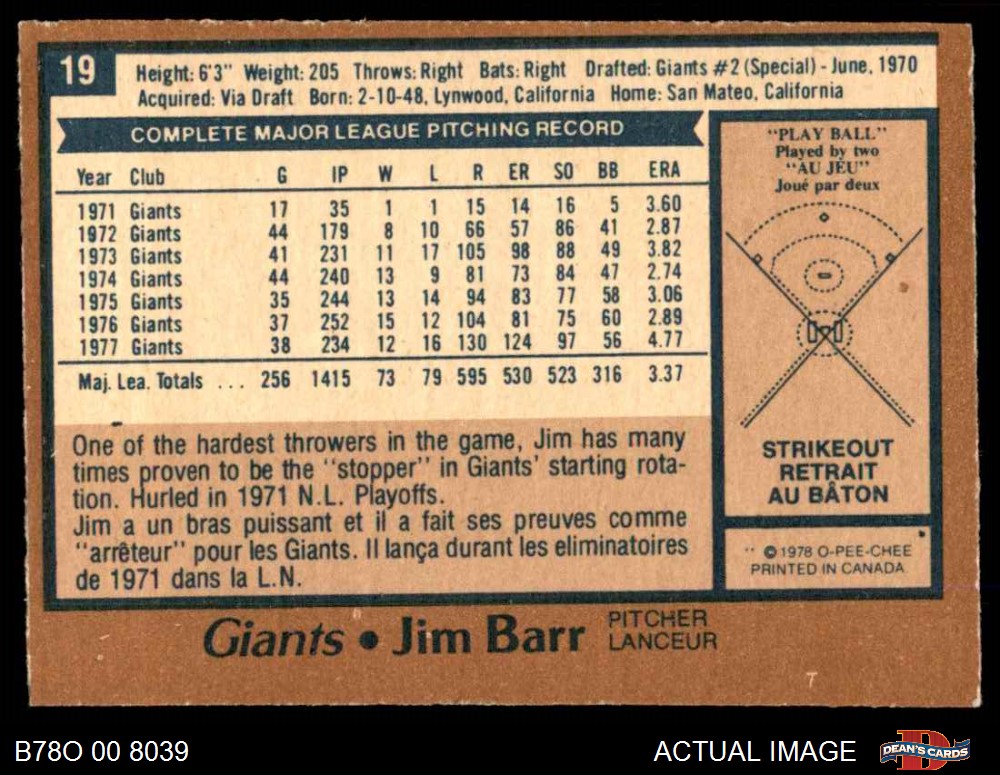 19
Height: 6'3" Weight: 205 Throws: Right Bats: Right Drafted: Giants #2 (Special) - June, 1970
Acquired: Via Draft Born: 2-10-48, Lynwood, California Home: San Mateo, California
COMPLETE MAJOR LEAGUE PITCHING RECORD
Year Club G IP W L R ER SO BB ERA
1971 Giants 17 35 1 1 15 14 16 5 3.60
1972 Giants 44 179 8 10 66 57 86 41 2.87
1973 Giants 41 231 11 17 105 98 88 49 3.82
1974 Giants 44 240 13 9 81 73 84 47 2.74
1975 Giants 35 244 13 14 94 83 77 58 3.06
1976 Giants 37 252 15 12 104 81 75 60 2.89
1977 Giants 38 234 12 16 130 124 97 56 4.77
Maj. Lea. Totals ... 256 1415 73 79 595 530 523 316 3.37
One of the hardest throwers in the game, Jim has many
times proven to be the "stopper" in Giants' starting rota-
tion. Hurled in 1971 N.L. Playoffs.
Jim a un bras puissant et il a fait ses preuves comme
"arrêteur" pour les Giants. Il lança durant les eliminatoires
de 1971 dans la L.N.
"PLAY BALL"
Played by two
"AU JEU"
Joué par deux
STRIKEOUT
RETRAIT
AU BÂTON
© 1978 O-PEE-CHEE
PRINTED IN CANADA
Giants • Jim Barr
PITCHER
LANCEUR
B78O 00 8039
ACTUAL IMAGE
DEAN'S CARDS